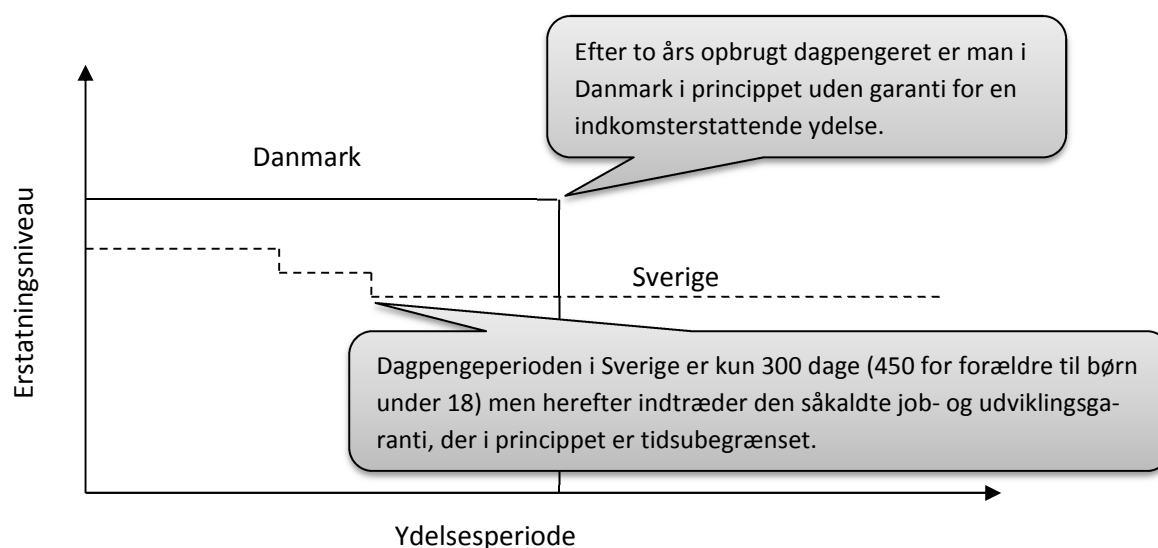 Efter to års opbrugt dagpengeret er man i
Danmark i princippet uden garanti for en
indkomsterstattende ydelse.
Danmark
Erstatningsniveau
Sverige
Dagpengeperioden i Sverige er kun 300 dage (450 for forældre til børn
under 18) men herefter indtræder den såkaldte job- og udviklingsga-
ranti, der i princippet er tidsubegrænset.
Ydelsesperiode